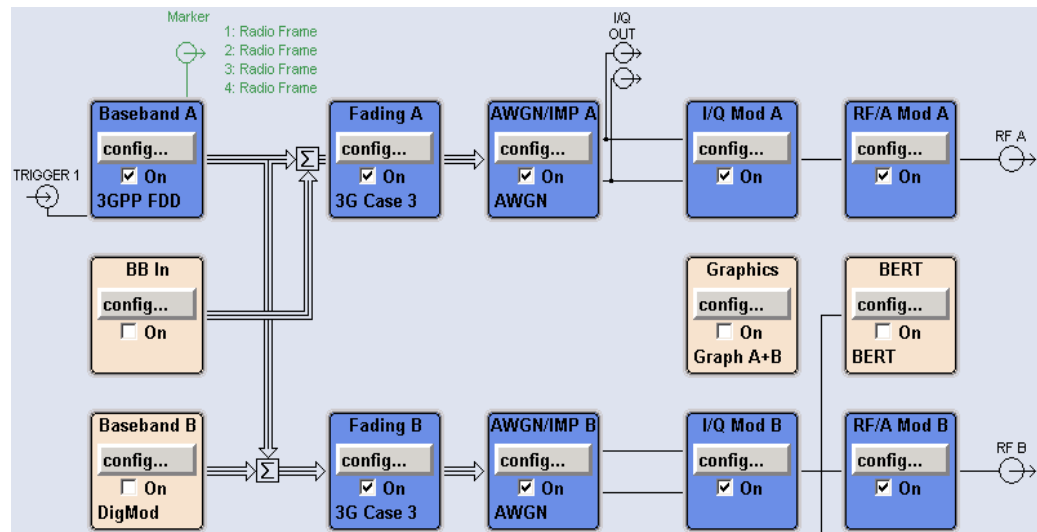 Marker
1: Radio Frame
2: Radio Frame
3: Radio Frame
4: Radio Frame
I/Q
OUT
Baseband A
config...
On
3GPP FDD
TRIGGER 1
Σ
Fading A
config...
On
3G Case 3
AWGN/IMP A
config...
On
AWGN
I/Q Mod A
config...
On
RF/A Mod A
config...
On
RF A
BB In
config...
On
Graphics
config...
On
Graph A+B
BERT
config...
On
BERT
Baseband B
config...
On
DigMod
Σ
Fading B
config...
On
3G Case 3
AWGN/IMP B
config...
On
AWGN
I/Q Mod B
config...
On
RF/A Mod B
config...
On
RF B